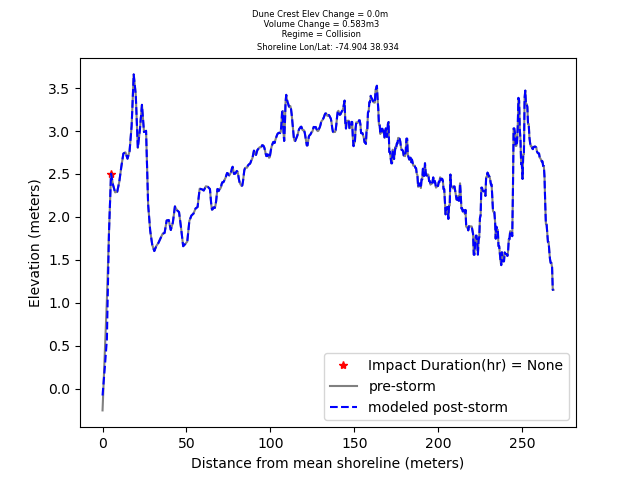 Dune Crest Elev Change = 0.0m
Volume Change = 0.583m3
Regime = Collision
Shoreline Lon/Lat: -74.904 38.934
3.5
3.0
2.5
2.0
1.5
1.0
0.5
0.0
Elevation (meters)
Impact Duration(hr) = None
pre-storm
modeled post-storm
0 50 100 150 200 250
Distance from mean shoreline (meters)